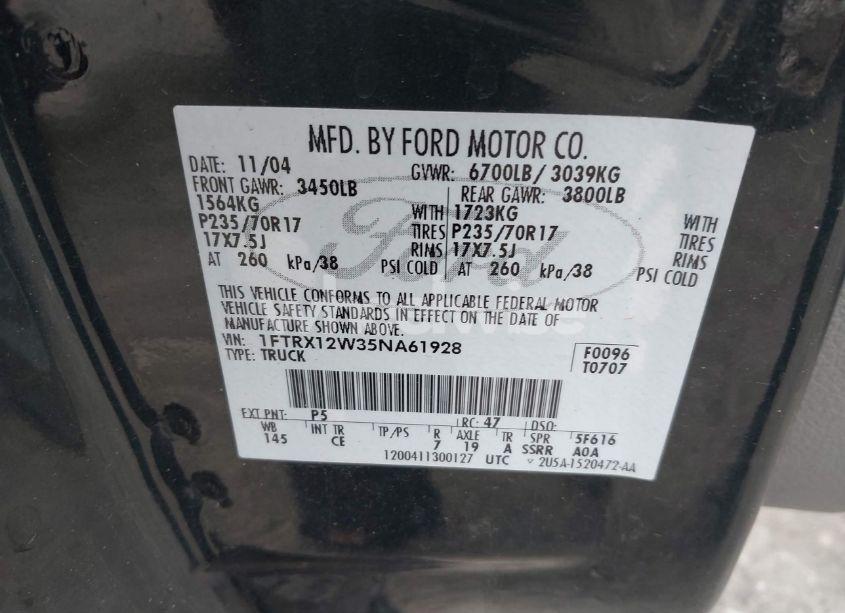 MFD. BY FORD MOTOR CO.
DATE: 11/04 GVWR: 6700LB/ 3039KG
FRONT GAWR: 3450LB REAR GAWR: 3800LB
1564KG WITH 1723KG WITH
P235/70R17 TIRES P235/70R17 TIRES
17X7.5J RIMS 17X7.5J RIMS
AT 260 kPa/38 PSI COLD AT 260 kPa/38 PSI COLD
Ford
THIS VEHICLE CONFORMS TO ALL APPLICABLE FEDERAL MOTOR
VEHICLE SAFETY STANDARDS IN EFFECT ON THE DATE OF
MANUFACTURE SHOWN ABOVE.
VIN: 1FTRX12W35NA61928 F0096
TYPE: TRUCK T0707
EXT PNT: P5 RC: 47 DSO:
WB INT TR TP/PS R AXLE TR SPR 5F616
145 CE 7 19 A SSRR A0A
1200411300127 UTC 2U5A-1520472-AA